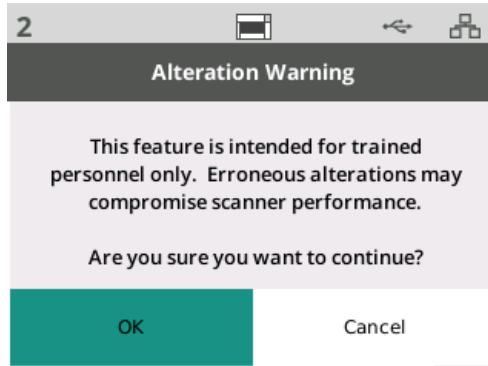 2
Alteration Warning
This feature is intended for trained
personnel only.  Erroneous alterations may
compromise scanner performance.
Are you sure you want to continue?
OK
Cancel